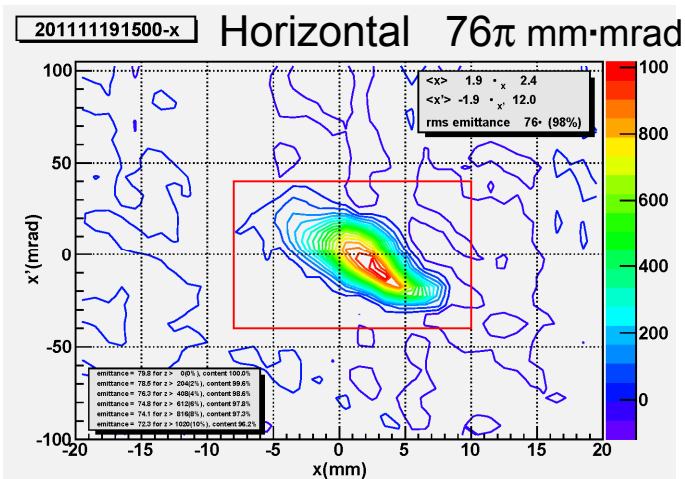 201111191500-x
Horizontal 76π mm·mrad
<x> 1.9 · x 2.4
<x'> -1.9 · x' 12.0
rms emittance 76· (98%)
x'(mrad)
100
50
0
-50
-100
-20 -15 -10 -5 0 5 10 15 20
x(mm)
100
800
600
400
200
0
emittance = 79.8 for z > 0(0%), content 100.0%
emittance = 78.5 for z > 204(2%), content 99.6%
emittance = 76.3 for z > 408(4%), content 98.6%
emittance = 74.8 for z > 612(6%), content 97.8%
emittance = 74.1 for z > 816(8%), content 97.3%
emittance = 72.3 for z > 1020(10%), content 96.2%